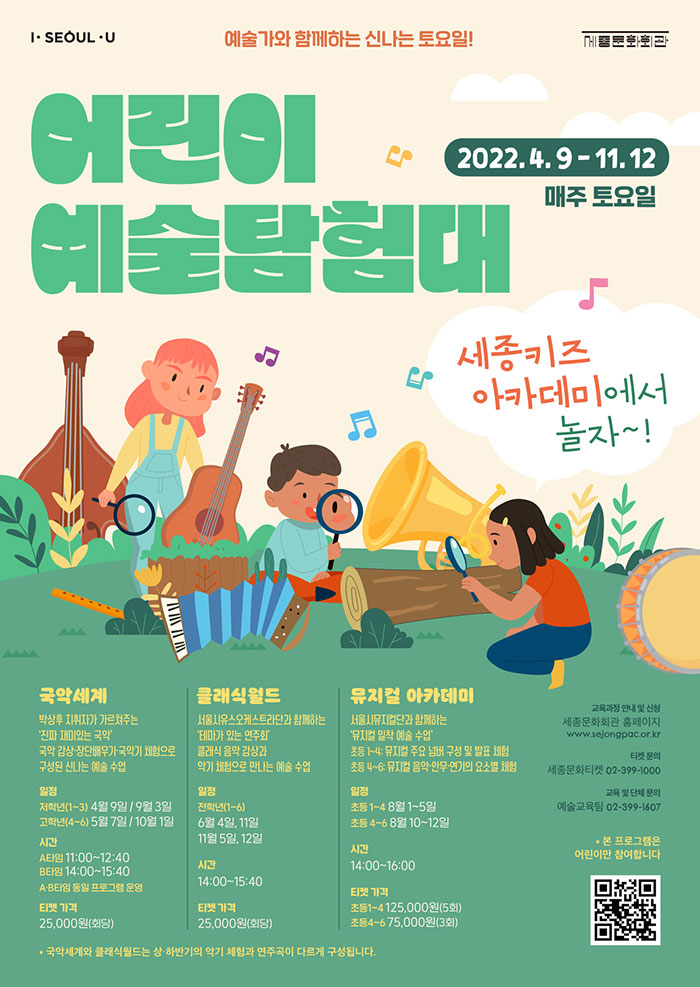 I·SEOUL·U
예술가와 함께하는 신나는 토요일!
세종문화회관
어린이
예술탐험대
2022. 4. 9 - 11. 12
매주 토요일
세종키즈
아카데미에서
놀자~!
국악세계
박상후 지휘자가 가르쳐주는
'진짜 재미있는 국악'
국악 감상·장단배우가·국악기 체험으로
구성된 신나는 예술 수업
일정
저학년(1~3) 4월 9일 / 9월 3일
고학년(4~6) 5월 7일 / 10월 1일
시간
A타임 11:00~12:40
B타임 14:00~15:40
A·B타임 동일 프로그램 운영
티켓 가격
25,000원(회당)
클래식월드
서울시유스오케스트라단과 함께하는
'테마가 있는 연주회'
클래식 음악 감상과
악기 체험으로 만나는 예술 수업
일정
전학년(1~6)
6월 4일, 11일
11월 5일, 12일
시간
14:00~15:40
티켓 가격
25,000원(회당)
뮤지컬 아카데미
서울시뮤지컬단과 함께하는
'뮤지컬 밀착 예술 수업'
초등 1~4: 뮤지컬 주요 넘버 구성 및 발표 체험
초등 4~6: 뮤지컬 음악·안무·연기의 요소별 체험
일정
초등 1~4 8월 1~5일
초등 4~6 8월 10~12일
시간
14:00~16:00
티켓 가격
초등1~4 125,000원(5회)
초등4~6 75,000원(3회)
교육과정 안내 및 신청
세종문화회관 홈페이지
www.sejongpac.or.kr
티켓 문의
세종문화티켓 02-399-1000
교육 및 단체 문의
예술교육팀 02-399-1607
• 본 프로그램은
어린이만 참여합니다
• 국악세계와 클래식월드는 상·하반기의 악기 체험과 연주곡이 다르게 구성됩니다.